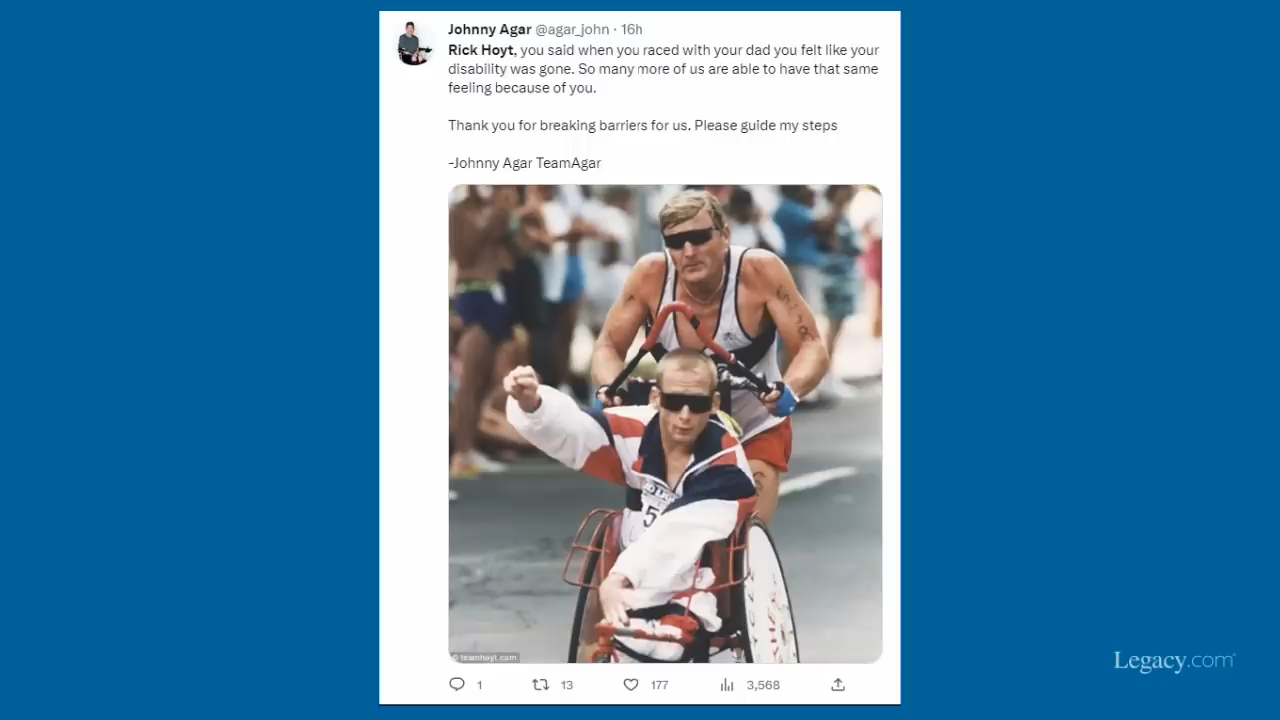 Johnny Agar @agar_john · 16h
Rick Hoyt, you said when you raced with your dad you felt like your
disability was gone. So many more of us are able to have that same
feeling because of you.
Thank you for breaking barriers for us. Please guide my steps
-Johnny Agar TeamAgar
© teamhoyt.com
1 13 177 3,568
Legacy.com